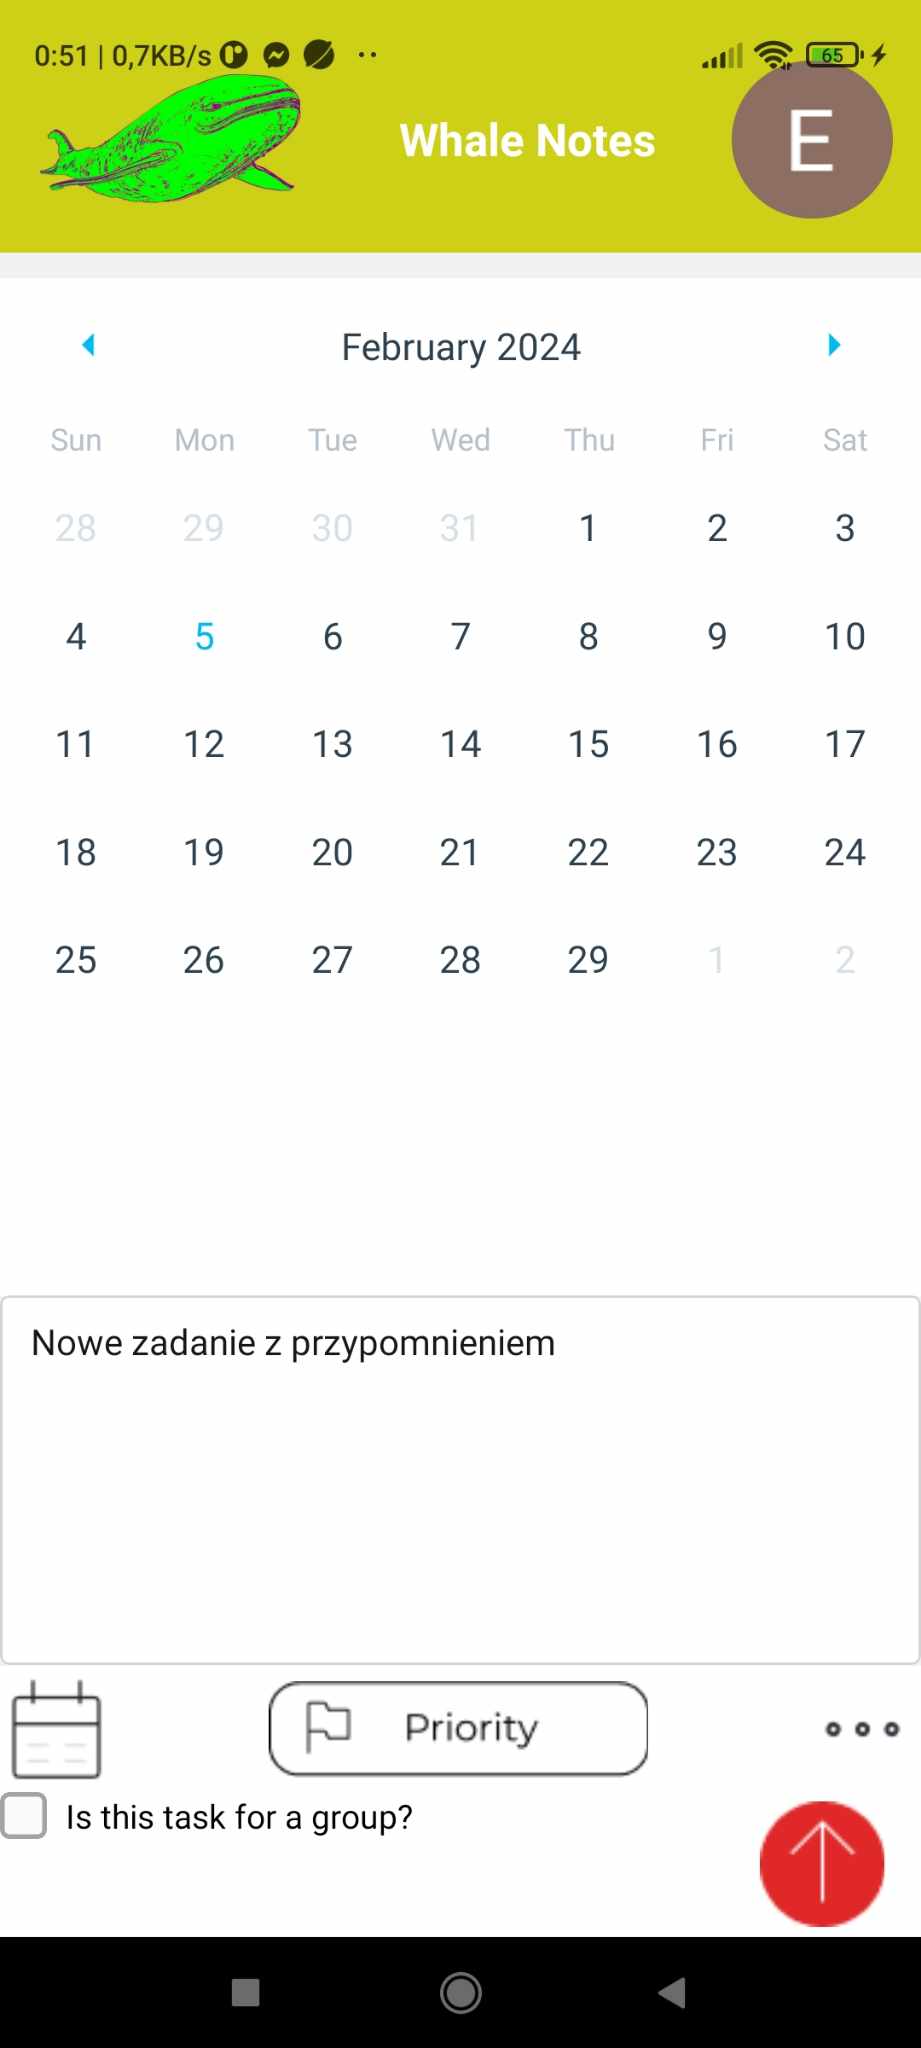 0:51 | 0,7KB/s
65
Whale Notes
E
February 2024
Sun Mon Tue Wed Thu Fri Sat
28 29 30 31 1 2 3
4 5 6 7 8 9 10
11 12 13 14 15 16 17
18 19 20 21 22 23 24
25 26 27 28 29 1 2
Nowe zadanie z przypomnieniem
Priority
Is this task for a group?